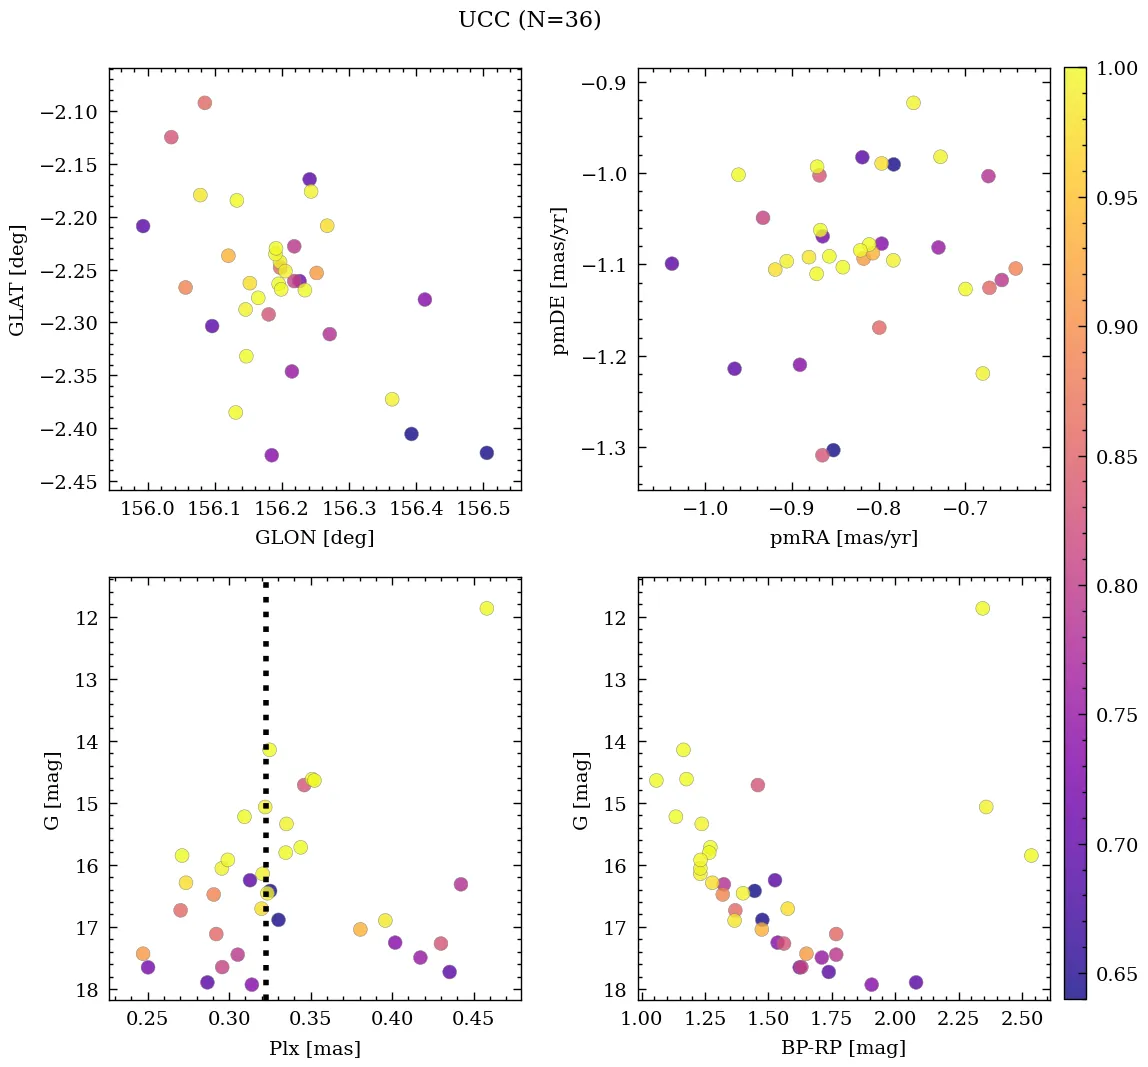 UCC (N=36)
−2.10
−2.15
−2.20
−2.25
−2.30
−2.35
−2.40
−2.45
GLAT [deg]
156.0 156.1 156.2 156.3 156.4 156.5
GLON [deg]
−0.9
−1.0
−1.1
−1.2
−1.3
pmDE [mas/yr]
−1.0 −0.9 −0.8 −0.7
pmRA [mas/yr]
12
13
14
15
16
17
18
G [mag]
0.25 0.30 0.35 0.40 0.45
Plx [mas]
12
13
14
15
16
17
18
G [mag]
1.00 1.25 1.50 1.75 2.00 2.25 2.50
BP-RP [mag]
1.00
0.95
0.90
0.85
0.80
0.75
0.70
0.65